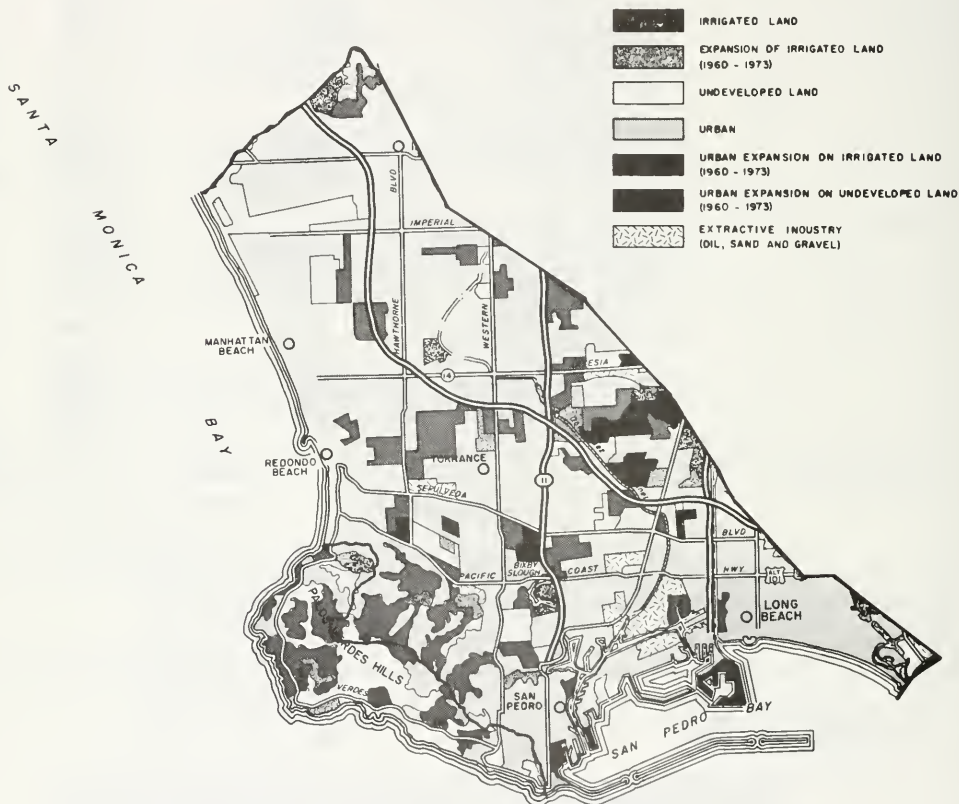 IRRIGATED LAND
EXPANSION OF IRRIGATED LAND
(1960 - 1973)
UNDEVELOPED LAND
URBAN
URBAN EXPANSION ON IRRIGATED LAND
(1960 - 1973)
URBAN EXPANSION ON UNDEVELOPED LAND
(1960 - 1973)
EXTRACTIVE INDUSTRY
(OIL, SAND AND GRAVEL)
SANTA
MONICA
BAY
BLVD
IMPERIAL
HAWTHORNE
WESTERN
MANHATTAN
BEACH
14
REDONDO
BEACH
TORRANCE
11
SEPULVEDA
BLVD
BIXBY
SLOUGH
PACIFIC
COAST
HWY
ALT
101
LONG
BEACH
PALOS VERDES HILLS
VERDES
SAN
PEDRO
SAN PEDRO BAY